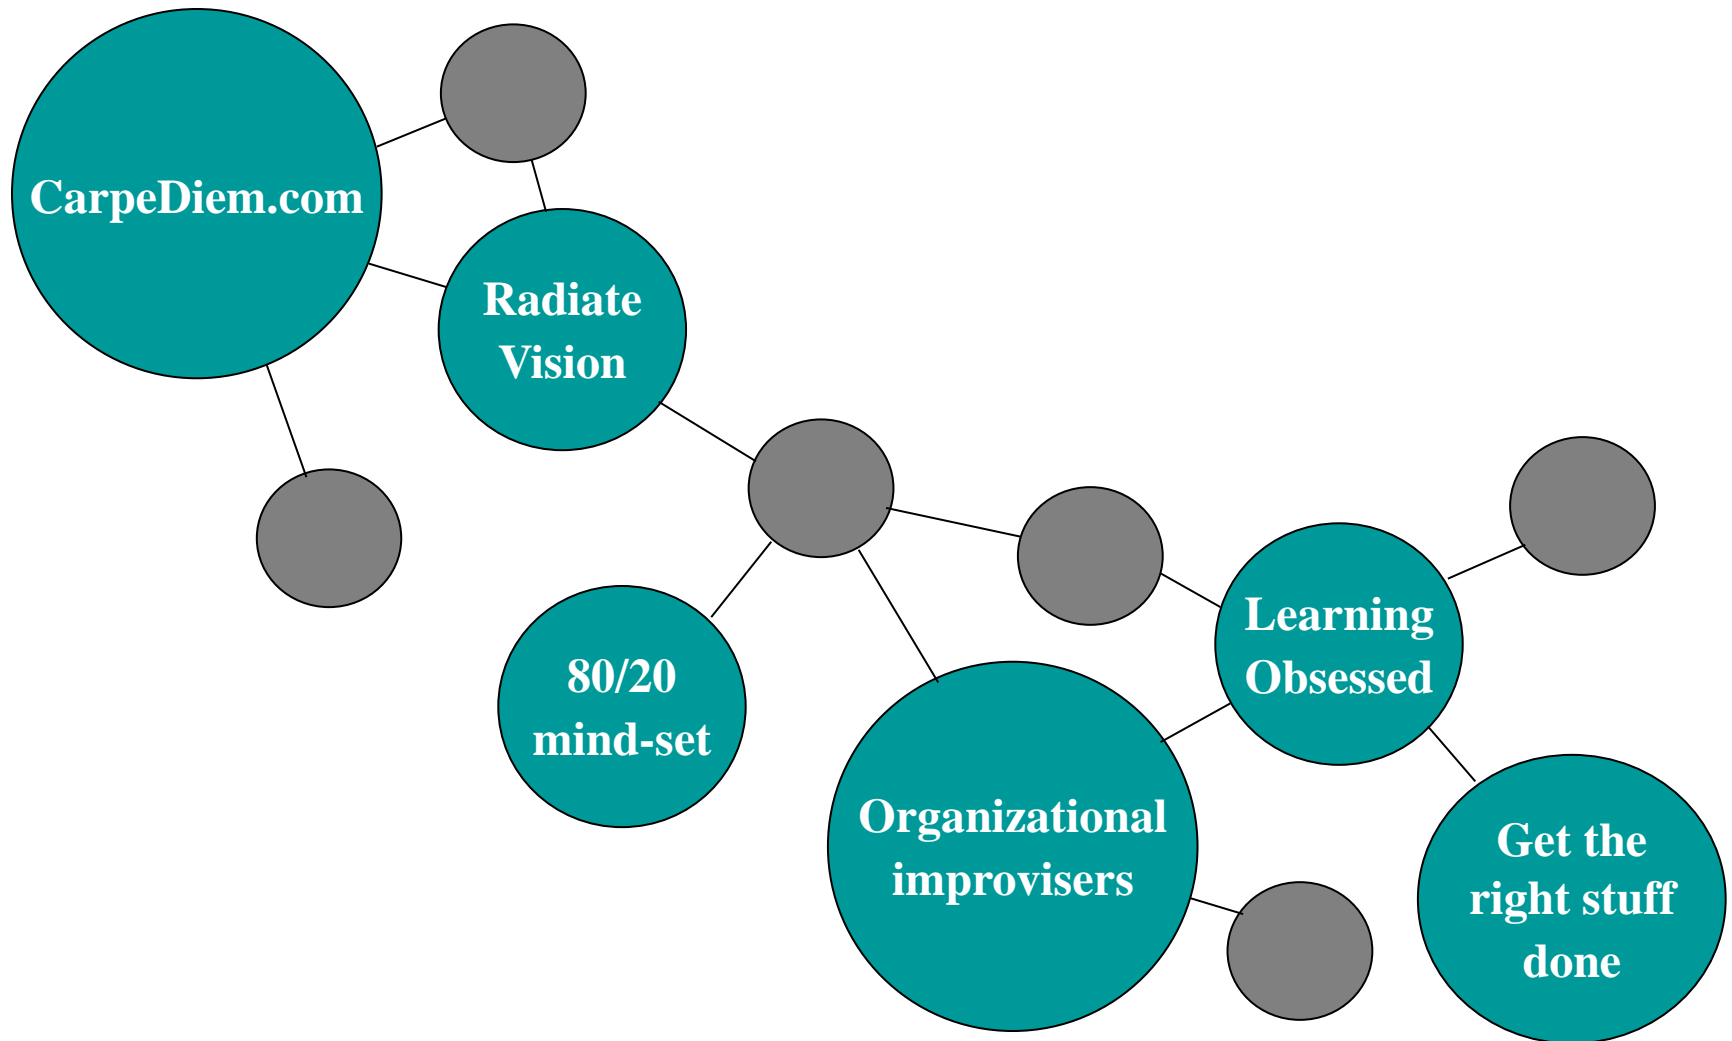 CarpeDiem.com
Radiate
Vision
80/20
mind-set
Organizational
improvisers
Learning
Obsessed
Get the
right stuff
done